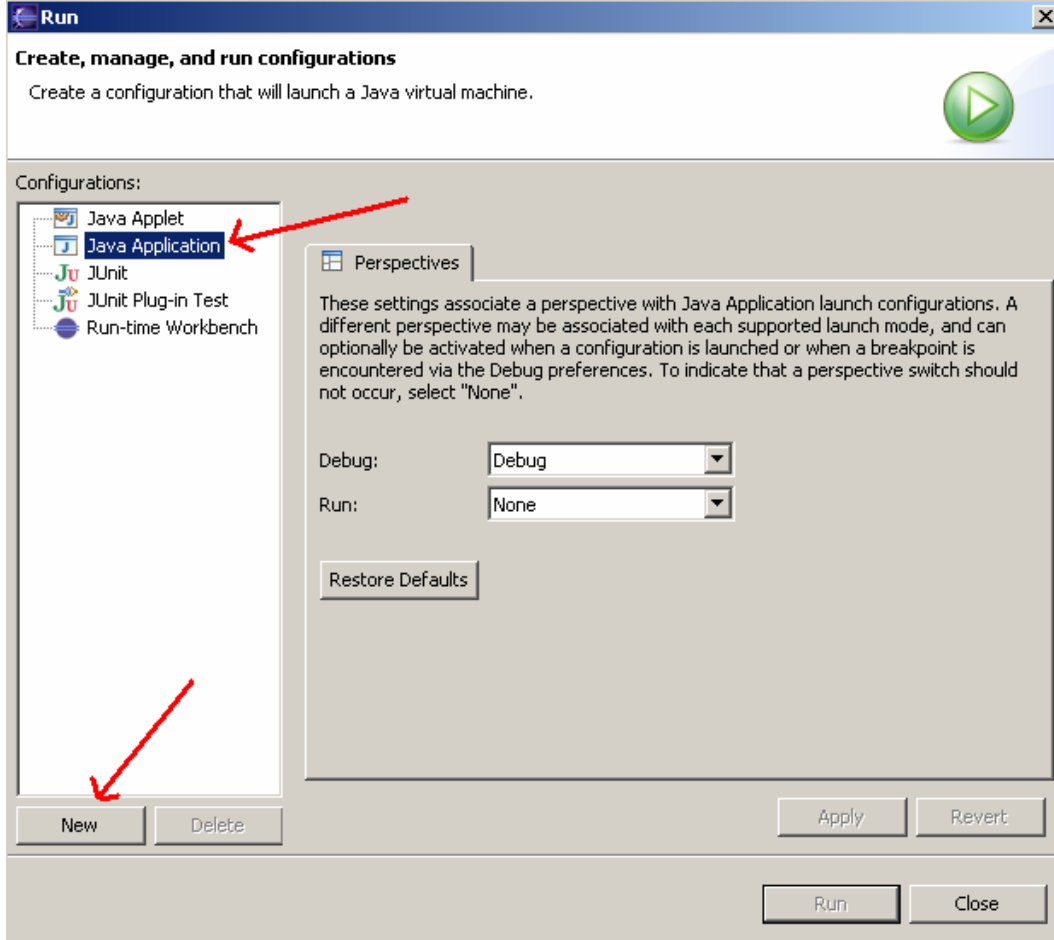 Run
Create, manage, and run configurations
Create a configuration that will launch a Java virtual machine.
Configurations:
Java Applet
Java Application
JUnit
JUnit Plug-in Test
Run-time Workbench
Perspectives
These settings associate a perspective with Java Application launch configurations. A
different perspective may be associated with each supported launch mode, and can
optionally be activated when a configuration is launched or when a breakpoint is
encountered via the Debug preferences. To indicate that a perspective switch should
not occur, select "None".
Debug: Debug
Run: None
Restore Defaults
New Delete
Apply Revert
Run Close